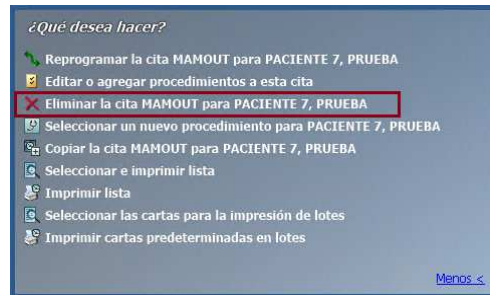 ¿Qué desea hacer?
Reprogramar la cita MAMOUT para PACIENTE 7, PRUEBA
Editar o agregar procedimientos a esta cita
Eliminar la cita MAMOUT para PACIENTE 7, PRUEBA
Seleccionar un nuevo procedimiento para PACIENTE 7, PRUEBA
Copiar la cita MAMOUT para PACIENTE 7, PRUEBA
Seleccionar e imprimir lista
Imprimir lista
Seleccionar las cartas para la impresión de lotes
Imprimir cartas predeterminadas en lotes
Menos <